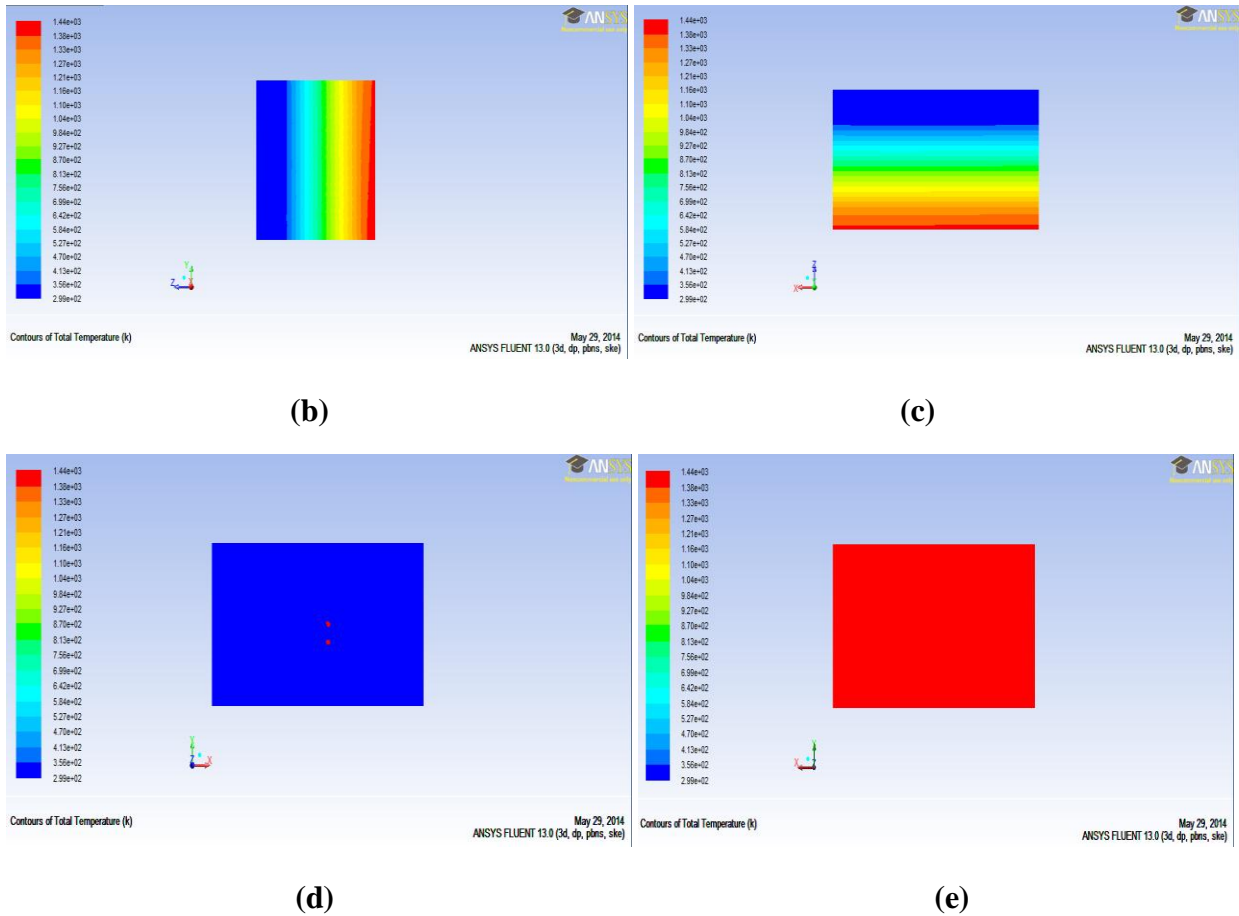 1.44e+03
1.38e+03
1.33e+03
1.27e+03
1.21e+03
1.16e+03
1.10e+03
1.04e+03
9.84e+02
9.27e+02
8.70e+02
8.13e+02
7.56e+02
6.99e+02
6.42e+02
5.84e+02
5.27e+02
4.70e+02
4.13e+02
3.56e+02
2.99e+02
ANSYS
Noncommercial use only
Y
Z
X
Contours of Total Temperature (k)
May 29, 2014
ANSYS FLUENT 13.0 (3d, dp, pbns, ske)
(b)
1.44e+03
1.38e+03
1.33e+03
1.27e+03
1.21e+03
1.16e+03
1.10e+03
1.04e+03
9.84e+02
9.27e+02
8.70e+02
8.13e+02
7.56e+02
6.99e+02
6.42e+02
5.84e+02
5.27e+02
4.70e+02
4.13e+02
3.56e+02
2.99e+02
ANSYS
Noncommercial use only
Z
X
Contours of Total Temperature (k)
May 29, 2014
ANSYS FLUENT 13.0 (3d, dp, pbns, ske)
(c)
1.44e+03
1.38e+03
1.33e+03
1.27e+03
1.21e+03
1.16e+03
1.10e+03
1.04e+03
9.84e+02
9.27e+02
8.70e+02
8.13e+02
7.56e+02
6.99e+02
6.42e+02
5.84e+02
5.27e+02
4.70e+02
4.13e+02
3.56e+02
2.99e+02
ANSYS
Noncommercial use only
Y
Z
X
Contours of Total Temperature (k)
May 29, 2014
ANSYS FLUENT 13.0 (3d, dp, pbns, ske)
(d)
1.44e+03
1.38e+03
1.33e+03
1.27e+03
1.21e+03
1.16e+03
1.10e+03
1.04e+03
9.84e+02
9.27e+02
8.70e+02
8.13e+02
7.56e+02
6.99e+02
6.42e+02
5.84e+02
5.27e+02
4.70e+02
4.13e+02
3.56e+02
2.99e+02
ANSYS
Noncommercial use only
Y
X
Z
Contours of Total Temperature (k)
May 29, 2014
ANSYS FLUENT 13.0 (3d, dp, pbns, ske)
(e)